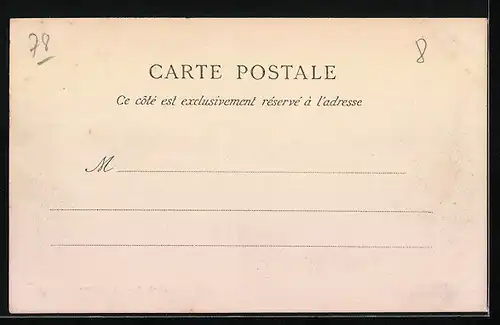 78
8
CARTE POSTALE
Ce côté est exclusivement réservé à l'adresse
M